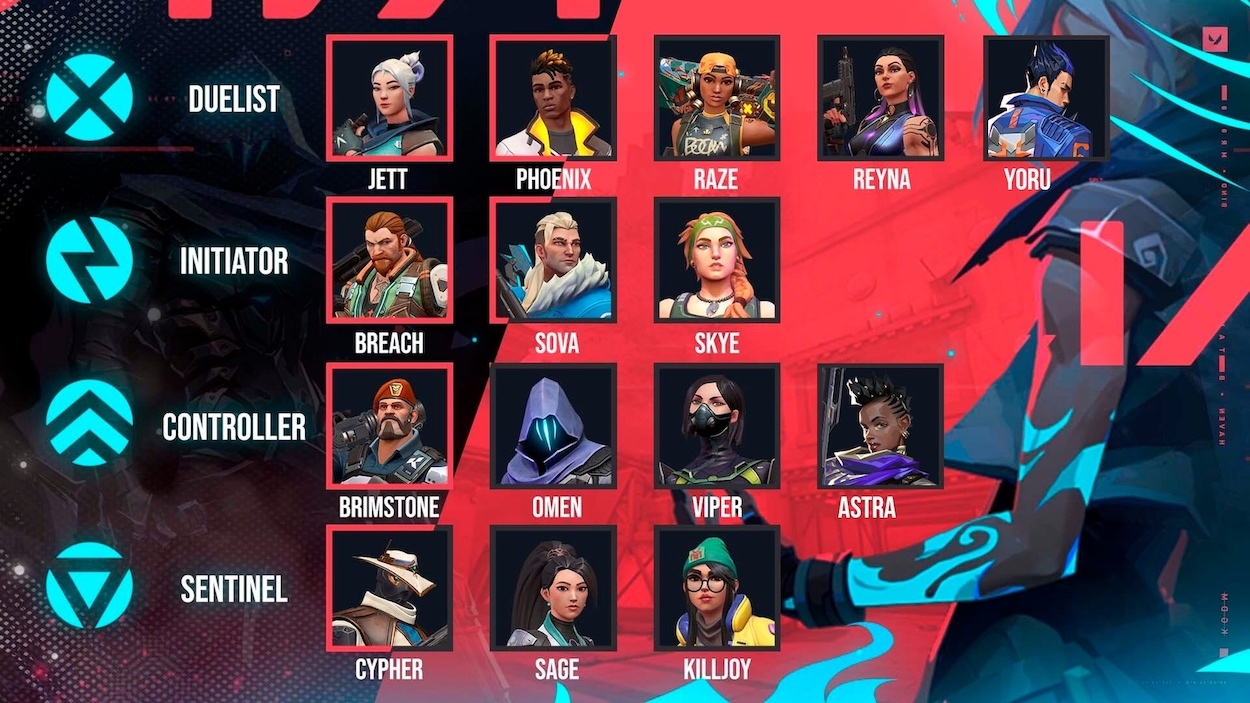 DUELIST
JETT
PHOENIX
RAZE
REYNA
YORU
INITIATOR
BREACH
SOVA
SKYE
CONTROLLER
BRIMSTONE
OMEN
VIPER
ASTRA
SENTINEL
CYPHER
SAGE
KILLJOY